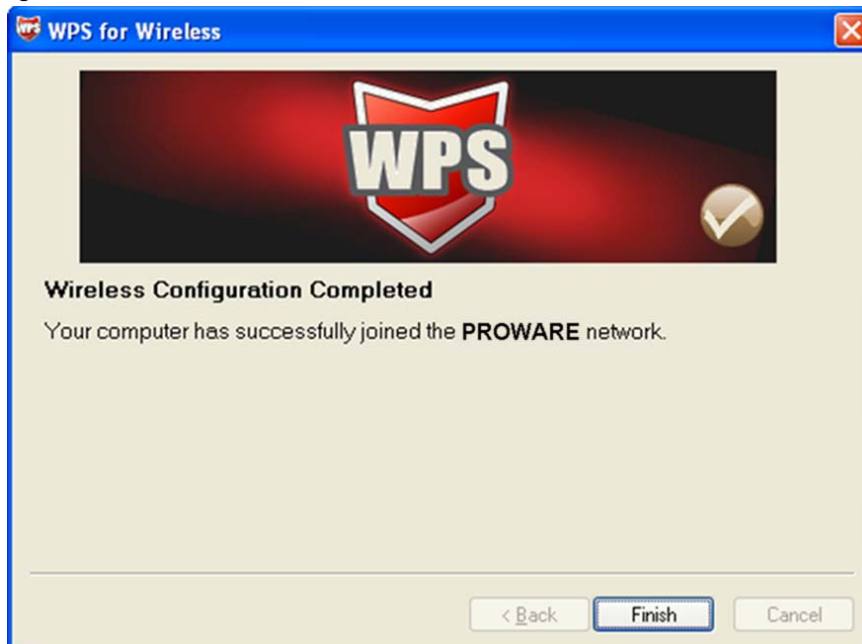 WPS for Wireless
WPS
Wireless Configuration Completed
Your computer has successfully joined the PROWARE network.
< Back
Finish
Cancel